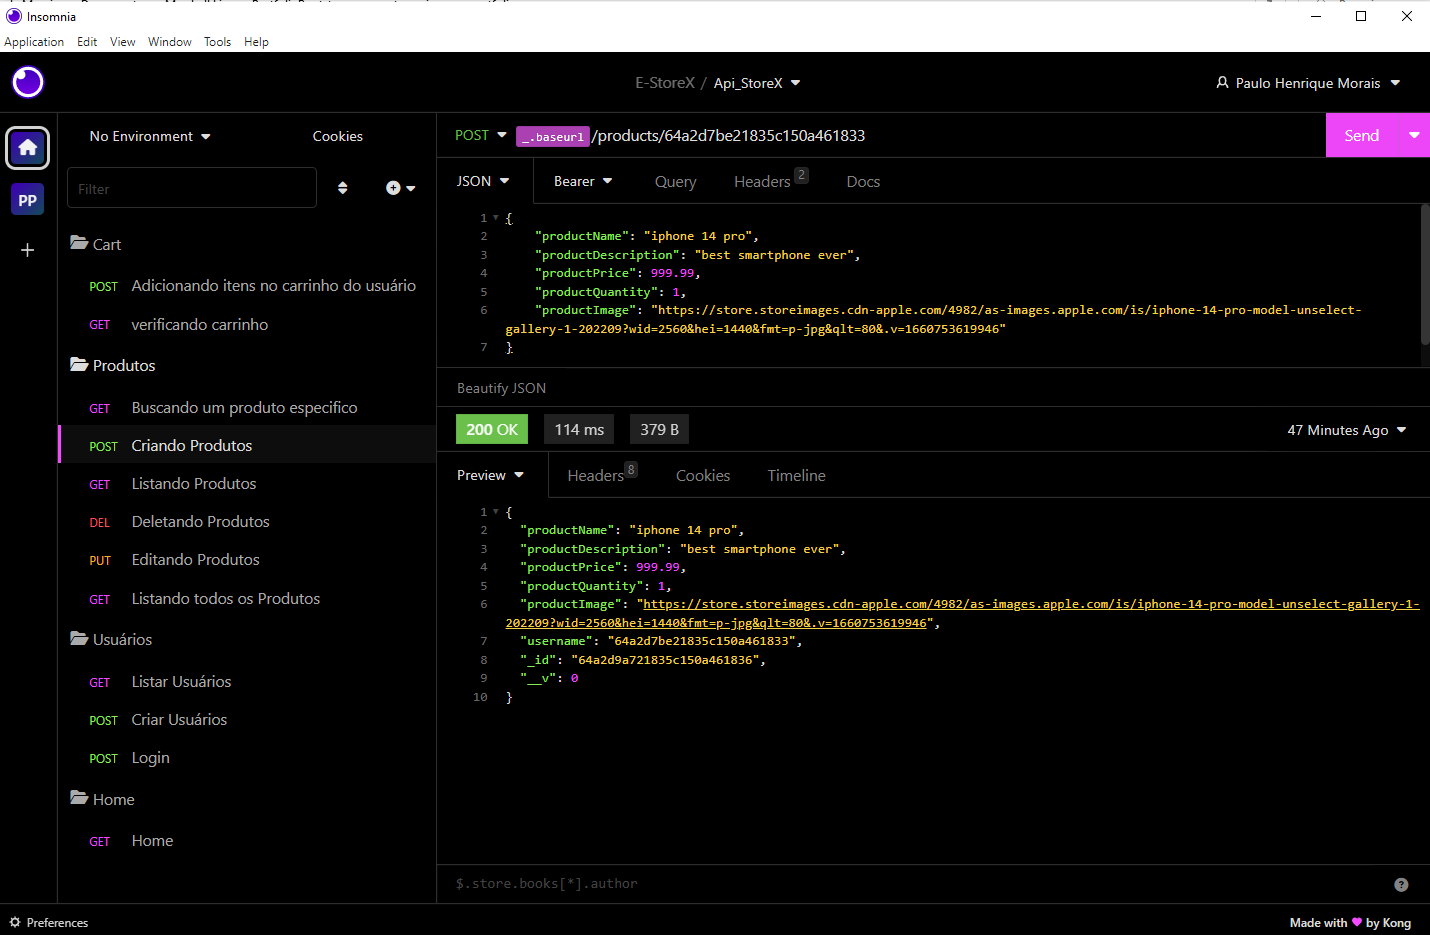 Insomnia
Application Edit View Window Tools Help
E-StoreX / Api_StoreX
Paulo Henrique Morais
No Environment
Cookies
Filter
PP
Cart
POST Adicionando itens no carrinho do usuário
GET verificando carrinho
Produtos
GET Buscando um produto especifico
POST Criando Produtos
GET Listando Produtos
DEL Deletando Produtos
PUT Editando Produtos
GET Listando todos os Produtos
Usuários
GET Listar Usuários
POST Criar Usuários
POST Login
Home
GET Home
POST _.baseurl /products/64a2d7be21835c150a461833
Send
JSON Bearer Query Headers 2 Docs
1 {
2 "productName": "iphone 14 pro",
3 "productDescription": "best smartphone ever",
4 "productPrice": 999.99,
5 "productQuantity": 1,
6 "productImage": "https://store.storeimages.cdn-apple.com/4982/as-images.apple.com/is/iphone-14-pro-model-unselect-
gallery-1-202209?wid=2560&hei=1440&fmt=p-jpg&qlt=80&.v=1660753619946"
7 }
Beautify JSON
200 OK 114 ms 379 B 47 Minutes Ago
Preview Headers 8 Cookies Timeline
1 {
2 "productName": "iphone 14 pro",
3 "productDescription": "best smartphone ever",
4 "productPrice": 999.99,
5 "productQuantity": 1,
6 "productImage": "https://store.storeimages.cdn-apple.com/4982/as-images.apple.com/is/iphone-14-pro-model-unselect-gallery-1-
202209?wid=2560&hei=1440&fmt=p-jpg&qlt=80&.v=1660753619946",
7 "username": "64a2d7be21835c150a461833",
8 "_id": "64a2d9a721835c150a461836",
9 "__v": 0
10 }
$.store.books[*].author
Preferences
Made with ♥ by Kong